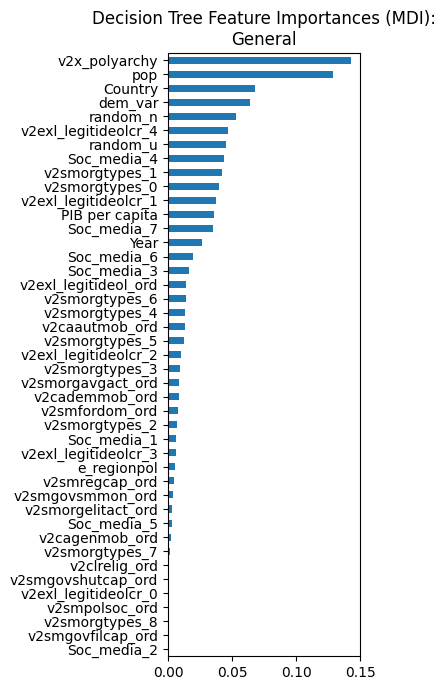 Decision Tree Feature Importances (MDI):
General
v2x_polyarchy
pop
Country
dem_var
random_n
v2exl_legitideolcr_4
random_u
Soc_media_4
v2smorgtypes_1
v2smorgtypes_0
v2exl_legitideolcr_1
PIB per capita
Soc_media_7
Year
Soc_media_6
Soc_media_3
v2exl_legitideol_ord
v2smorgtypes_6
v2smorgtypes_4
v2caautmob_ord
v2smorgtypes_5
v2exl_legitideolcr_2
v2smorgtypes_3
v2smorgavgact_ord
v2cademmob_ord
v2smfordom_ord
v2smorgtypes_2
Soc_media_1
v2exl_legitideolcr_3
e_regionpol
v2smregcap_ord
v2smgovsmmon_ord
v2smorgelitact_ord
Soc_media_5
v2cagenmob_ord
v2smorgtypes_7
v2clrelig_ord
v2smgovshutcap_ord
v2exl_legitideolcr_0
v2smpolsoc_ord
v2smorgtypes_8
v2smgovfilcap_ord
Soc_media_2
0.00 0.05 0.10 0.15